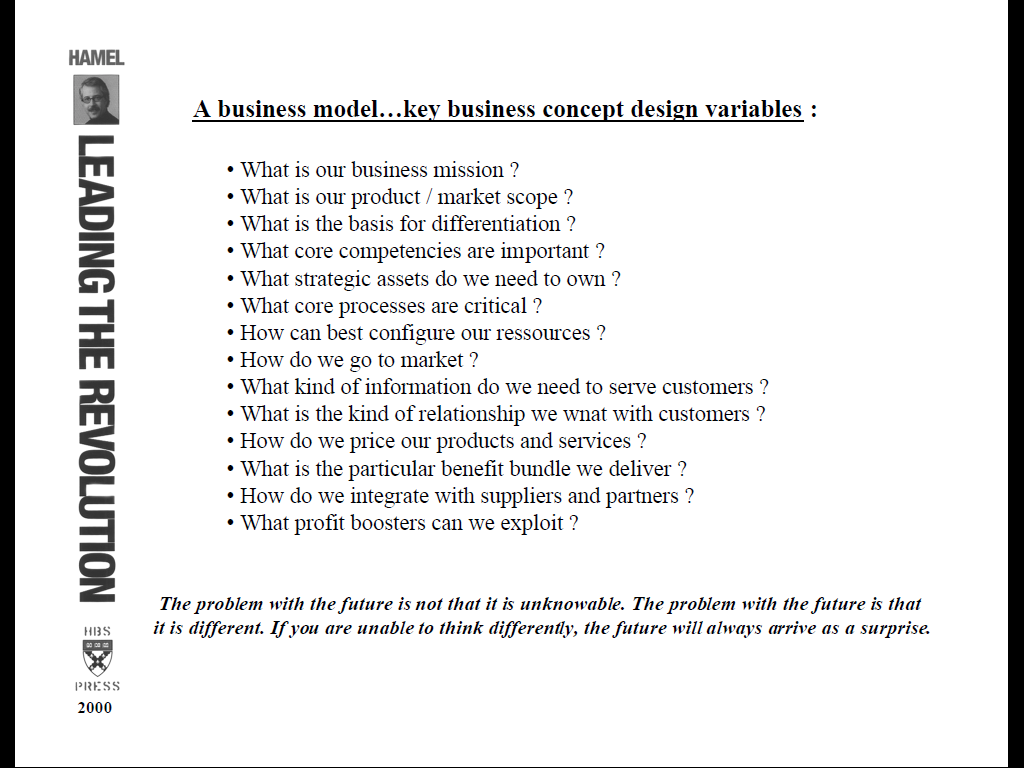 HAMEL
LEADING THE REVOLUTION
HBS
PRESS
2000
A business model…key business concept design variables :
• What is our business mission ?
• What is our product / market scope ?
• What is the basis for differentiation ?
• What core competencies are important ?
• What strategic assets do we need to own ?
• What core processes are critical ?
• How can best configure our ressources ?
• How do we go to market ?
• What kind of information do we need to serve customers ?
• What is the kind of relationship we wnat with customers ?
• How do we price our products and services ?
• What is the particular benefit bundle we deliver ?
• How do we integrate with suppliers and partners ?
• What profit boosters can we exploit ?
The problem with the future is not that it is unknowable. The problem with the future is that
it is different. If you are unable to think differently, the future will always arrive as a surprise.